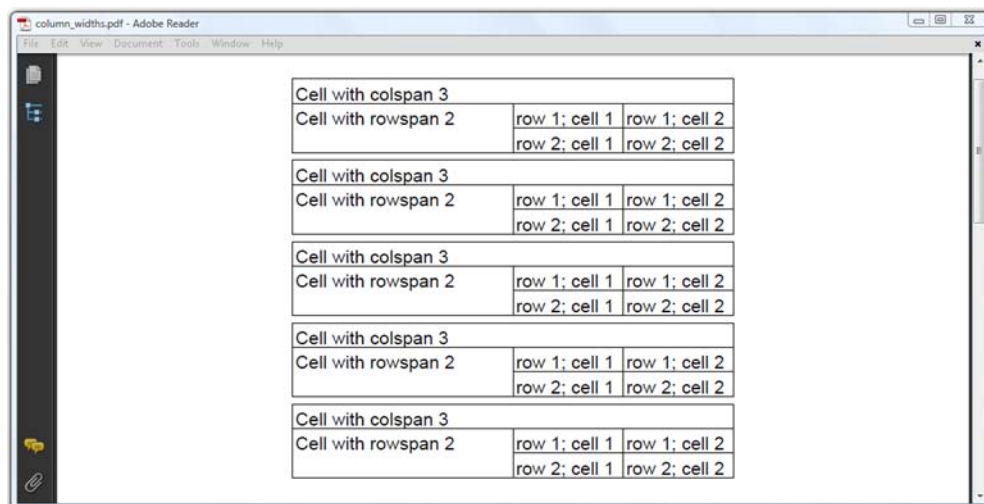 column_widths.pdf - Adobe Reader
File Edit View Document Tools Window Help
Cell with colspan 3
Cell with rowspan 2 row 1; cell 1 row 1; cell 2
row 2; cell 1 row 2; cell 2
Cell with colspan 3
Cell with rowspan 2 row 1; cell 1 row 1; cell 2
row 2; cell 1 row 2; cell 2
Cell with colspan 3
Cell with rowspan 2 row 1; cell 1 row 1; cell 2
row 2; cell 1 row 2; cell 2
Cell with colspan 3
Cell with rowspan 2 row 1; cell 1 row 1; cell 2
row 2; cell 1 row 2; cell 2
Cell with colspan 3
Cell with rowspan 2 row 1; cell 1 row 1; cell 2
row 2; cell 1 row 2; cell 2